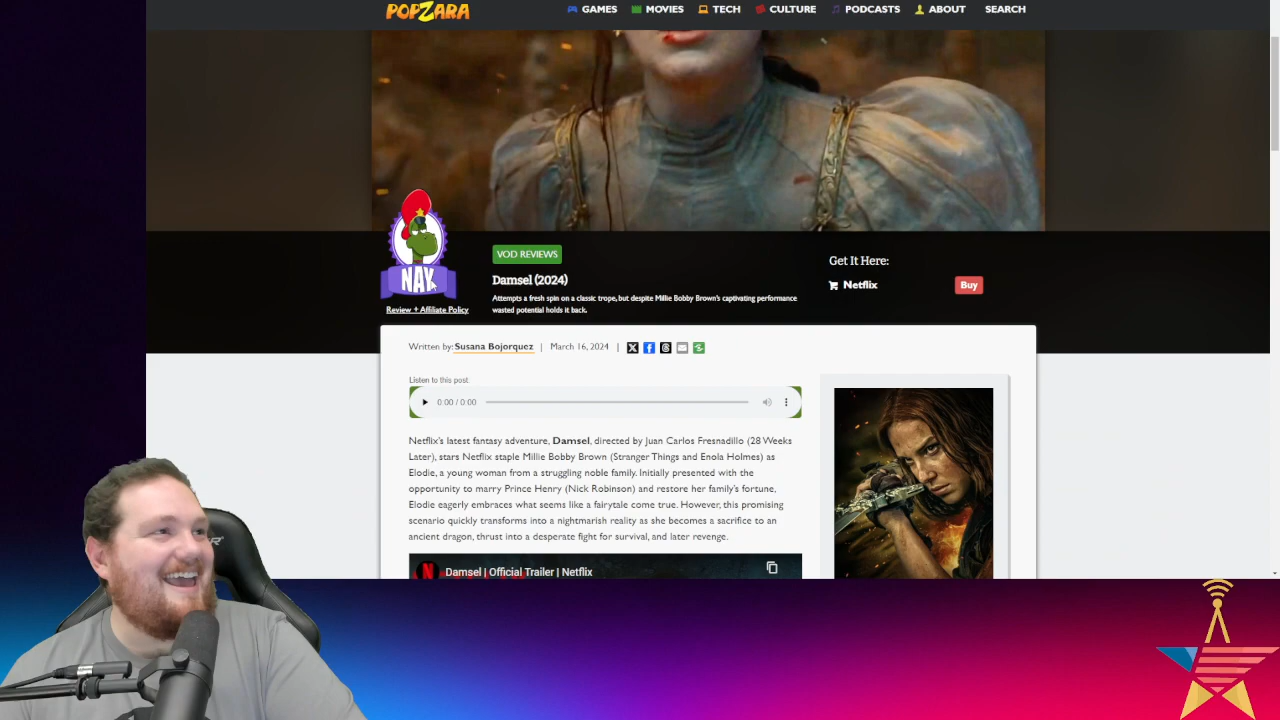 POPZARA
GAMES MOVIES TECH CULTURE PODCASTS ABOUT SEARCH
NAY
Review + Affiliate Policy
VOD REVIEWS
Damsel (2024)
Attempts a fresh spin on a classic trope, but despite Millie Bobby Brown's captivating performance
wasted potential holds it back.
Get It Here:
Netflix Buy
Written by: Susana Bojorquez | March 16, 2024 |
Listen to this post
0:00 / 0:00
Netflix's latest fantasy adventure, Damsel, directed by Juan Carlos Fresnadillo (28 Weeks
Later), stars Netflix staple Millie Bobby Brown (Stranger Things and Enola Holmes) as
Elodie, a young woman from a struggling noble family. Initially presented with the
opportunity to marry Prince Henry (Nick Robinson) and restore her family's fortune,
Elodie eagerly embraces what seems like a fairytale come true. However, this promising
scenario quickly transforms into a nightmarish reality as she becomes a sacrifice to an
ancient dragon, thrust into a desperate fight for survival, and later revenge.
Damsel | Official Trailer | Netflix